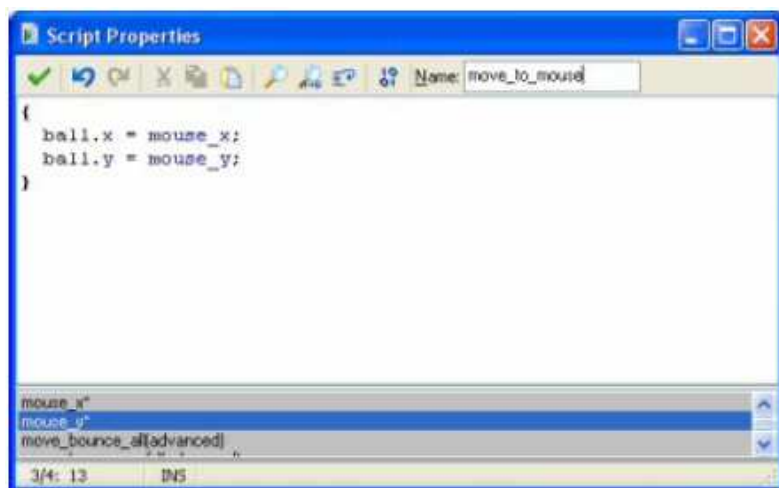 Script Properties
Name: move_to_mouse
{
ball.x = mouse_x;
ball.y = mouse_y;
}
mouse_x*
mouse_y*
move_bounce_all(advanced)
3/4: 13 INS